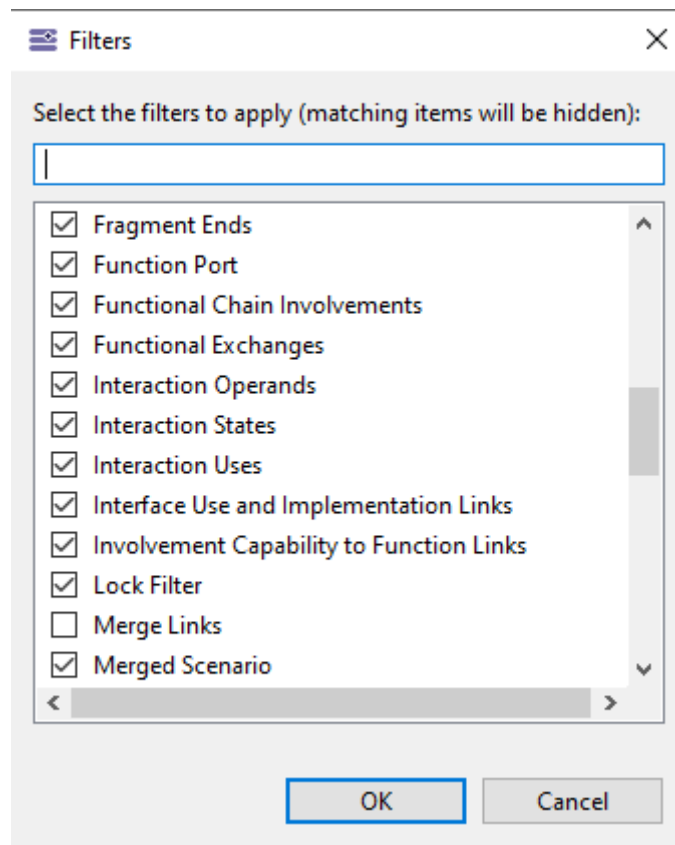 Filters
Select the filters to apply (matching items will be hidden):
Fragment Ends
Function Port
Functional Chain Involvements
Functional Exchanges
Interaction Operands
Interaction States
Interaction Uses
Interface Use and Implementation Links
Involvement Capability to Function Links
Lock Filter
Merge Links
Merged Scenario
OK Cancel